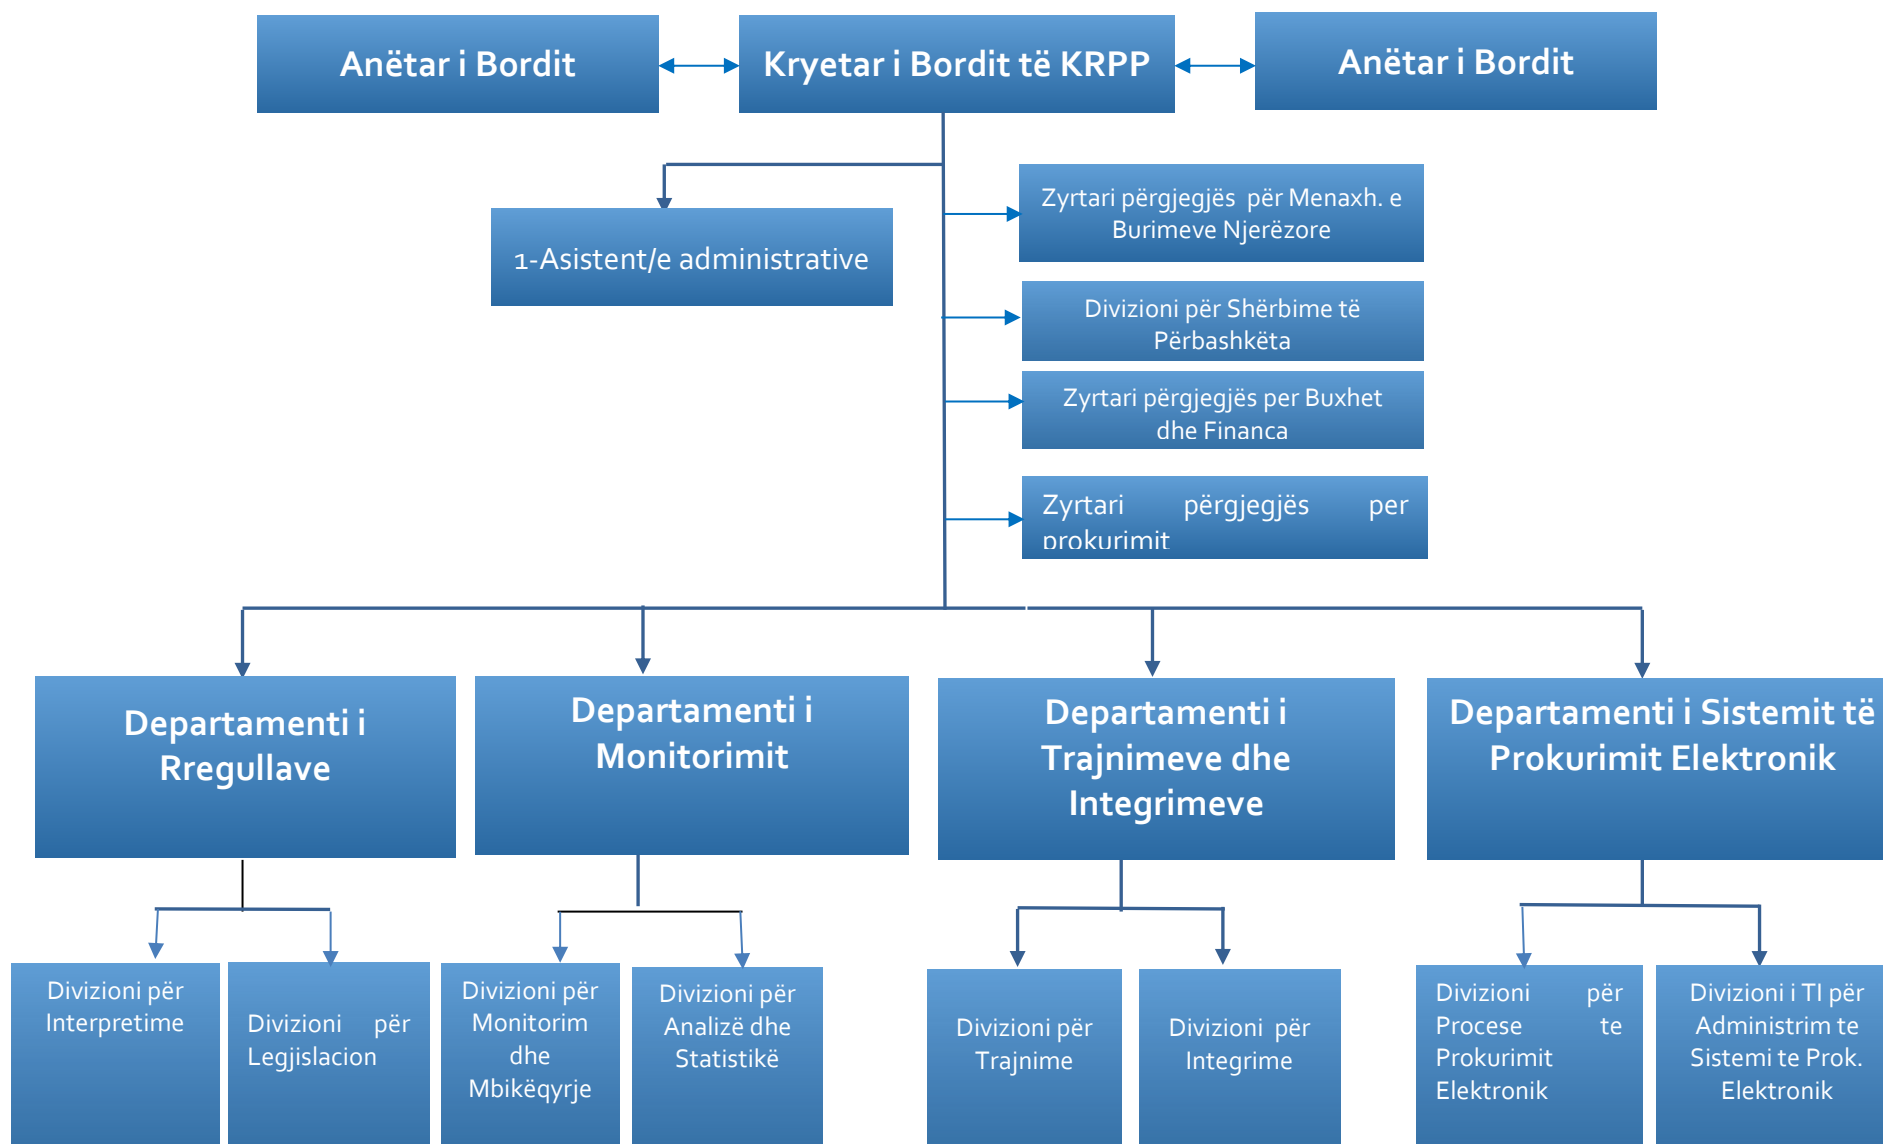 Anëtar i Bordit
Kryetar i Bordit të KRPP
Anëtar i Bordit
1-Asistent/e administrative
Zyrtari përgjegjës për Menaxh. e
Burimeve Njerëzore
Divizioni për Shërbime të
Përbashkëta
Zyrtari përgjegjës per Buxhet
dhe Financa
Zyrtari përgjegjës per
prokurimit
Departamenti i
Rregullave
Departamenti i
Monitorimit
Departamenti i
Trajnimeve dhe
Integrimeve
Departamenti i Sistemit të
Prokurimit Elektronik
Divizioni për
Interpretime
Divizioni për
Legjislacion
Divizioni për
Monitorim
dhe
Mbikëqyrje
Divizioni për
Analizë dhe
Statistikë
Divizioni për
Trajnime
Divizioni për
Integrime
Divizioni për
Procese te
Prokurimit
Elektronik
Divizioni i TI për
Administrim te
Sistemi te Prok.
Elektronik